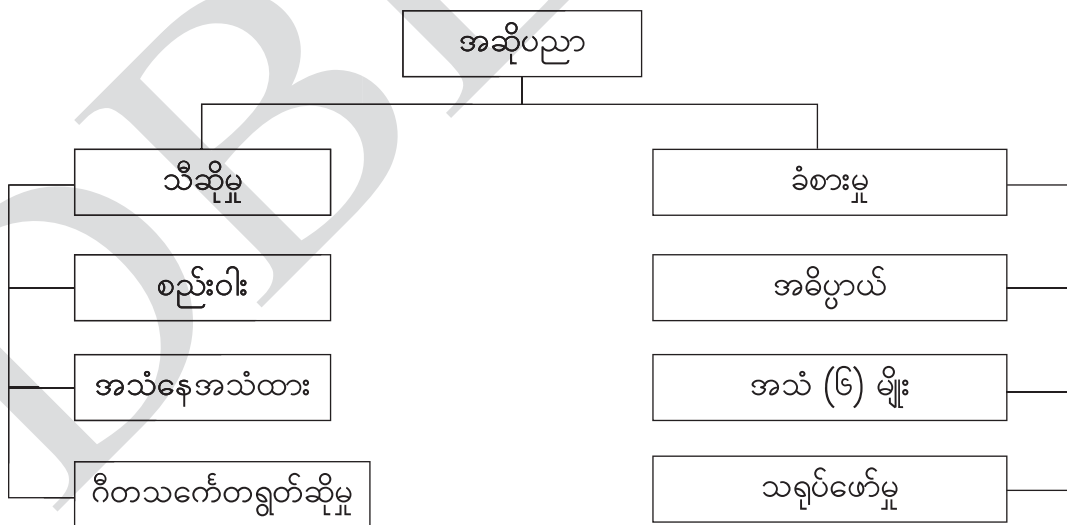 အဆိုပညာ
သီဆိုမှု
ခံစားမှု
စည်းဝါး
အဓိပ္ပာယ်
အသံနေအသံထား
အသံ (၆) မျိုး
ဂီတသင်္ကေတရွတ်ဆိုမှု
သရုပ်ဖော်မှု